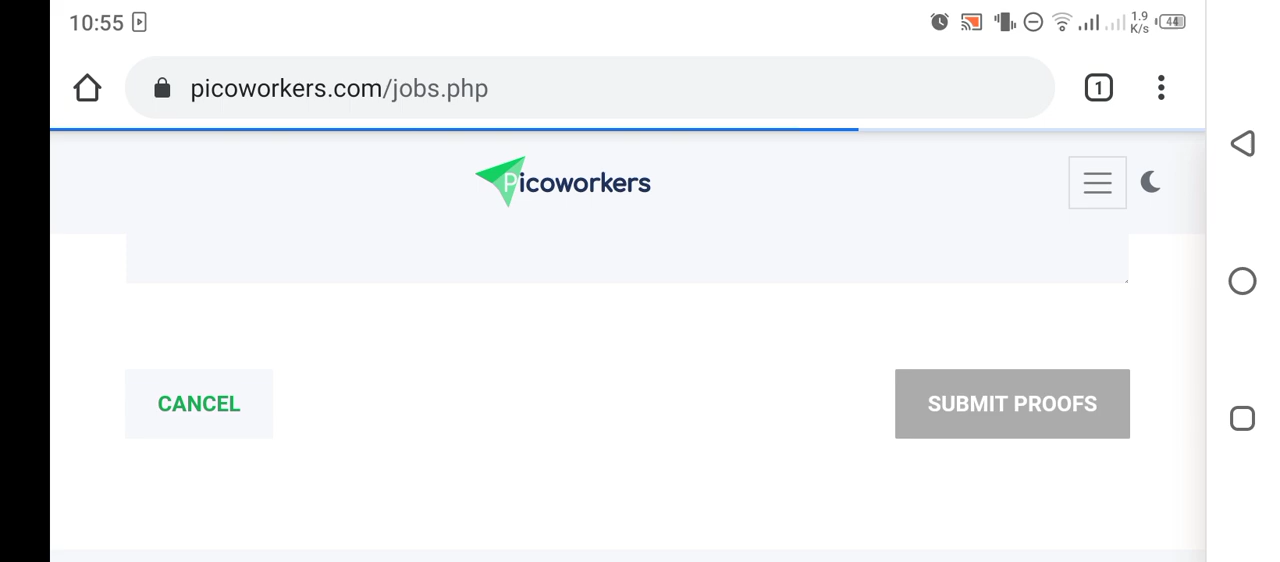 10:55
1.9
K/s
44
picoworkers.com/jobs.php
1
Picoworkers
CANCEL
SUBMIT PROOFS